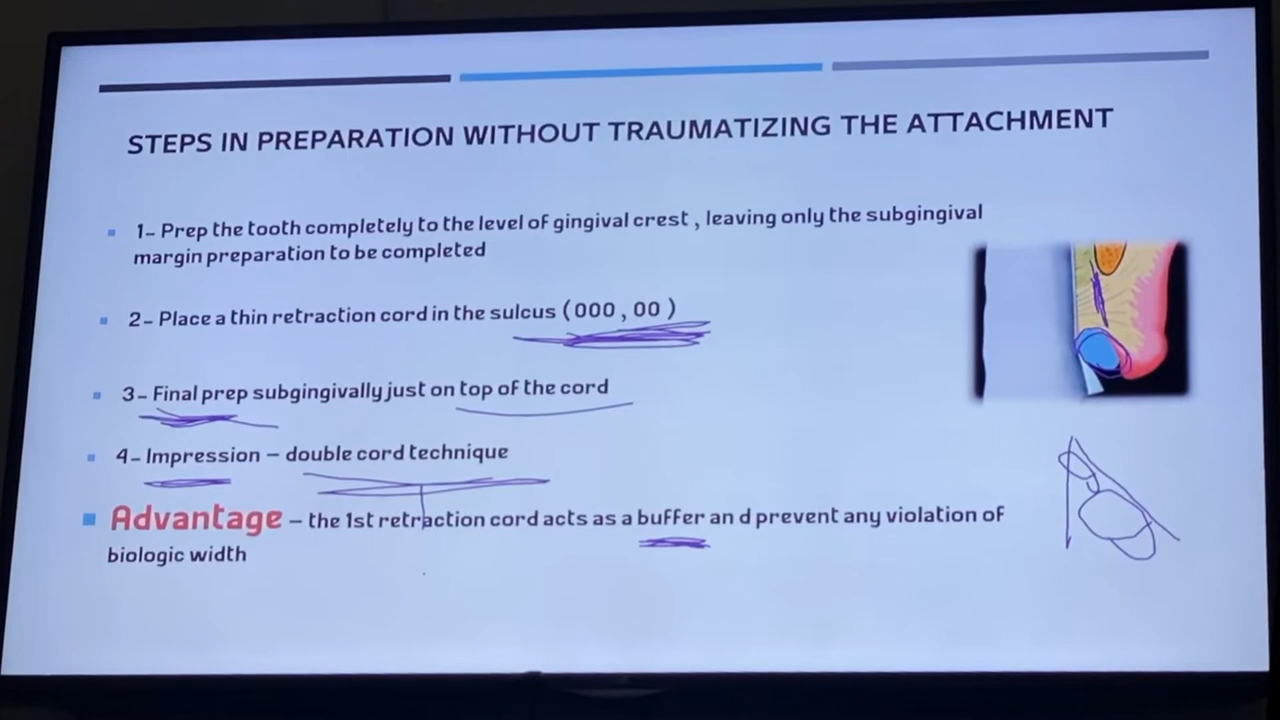 STEPS IN PREPARATION WITHOUT TRAUMATIZING THE ATTACHMENT
1– Prep the tooth completely to the level of gingival crest , leaving only the subgingival
margin preparation to be completed
2– Place a thin retraction cord in the sulcus (000 , 00 )
3– Final prep subgingivally just on top of the cord
4– Impression – double cord technique
Advantage – the 1st retraction cord acts as a buffer an d prevent any violation of
biologic width